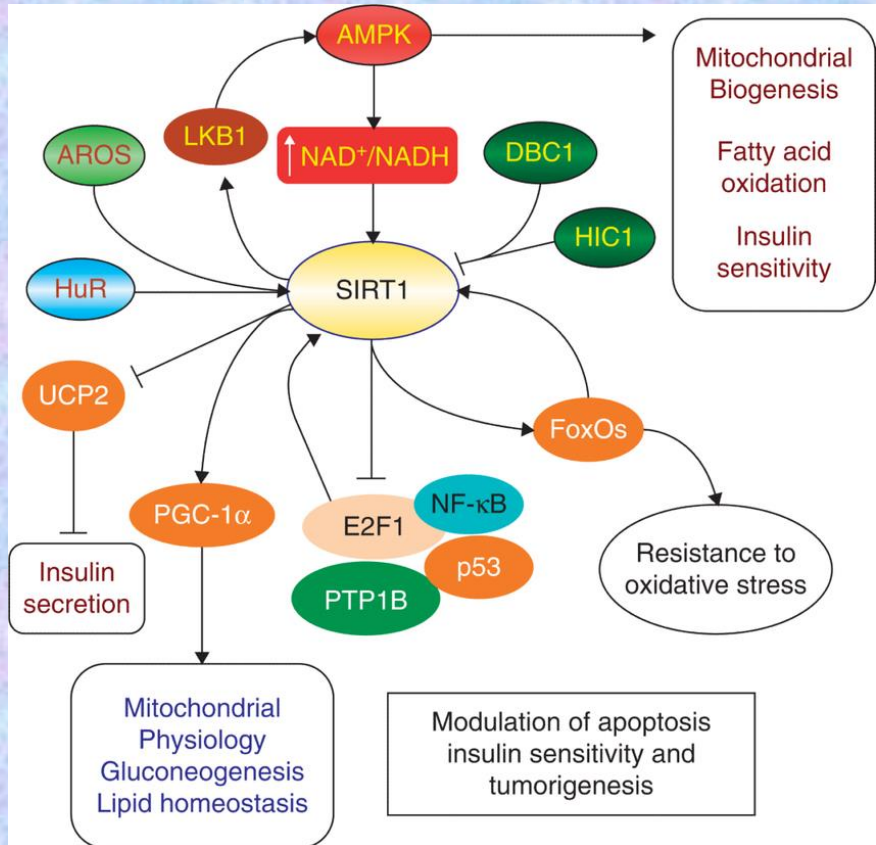 AMPK
Mitochondrial
Biogenesis
Fatty acid
oxidation
Insulin
sensitivity
LKB1
AROS
↑ NAD⁺/NADH
DBC1
HIC1
HuR
SIRT1
UCP2
FoxOs
PGC-1α
E2F1
NF-κB
p53
PTP1B
Insulin
secretion
Resistance to
oxidative stress
Mitochondrial
Physiology
Gluconeogenesis
Lipid homeostasis
Modulation of apoptosis
insulin sensitivity and
tumorigenesis